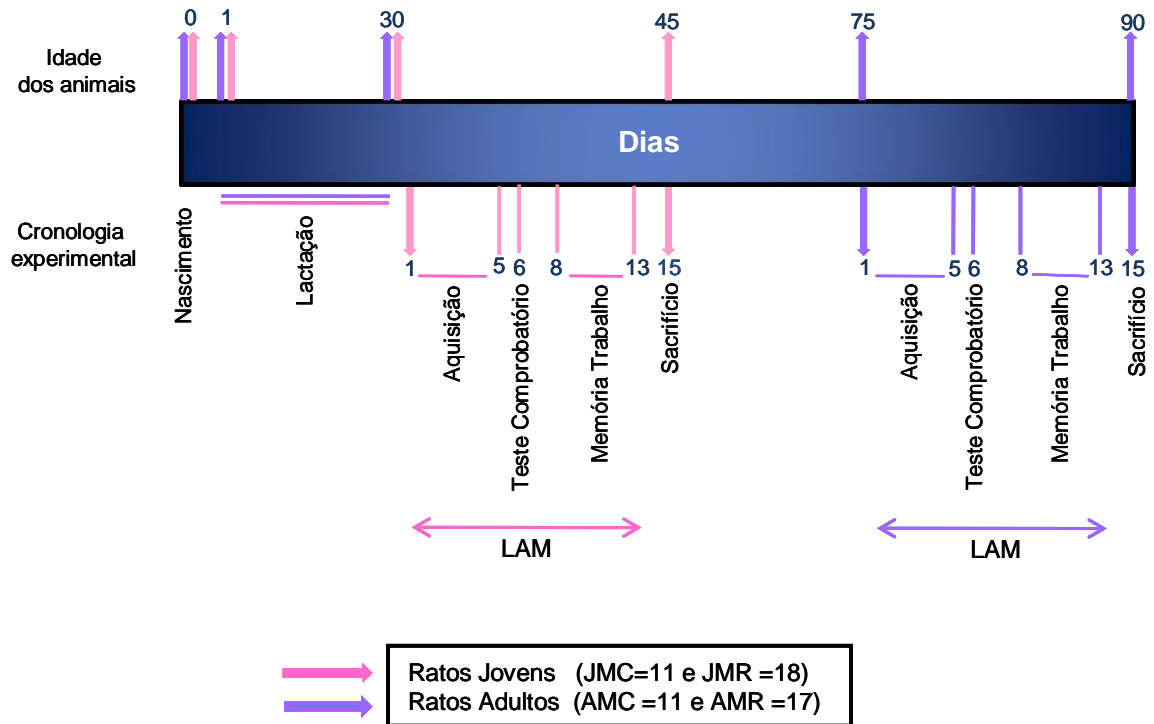 0 1 30 45 75 90
Idade
dos animais
Dias
Cronologia
experimental
Nascimento
Lactação
1 5 6 8 13 15
Aquisição
Teste Comprobatório
Memória Trabalho
Sacrifício
LAM
1 5 6 8 13 15
Aquisição
Teste Comprobatório
Memória Trabalho
Sacrifício
LAM
Ratos Jovens (JMC=11 e JMR =18)
Ratos Adultos (AMC =11 e AMR =17)